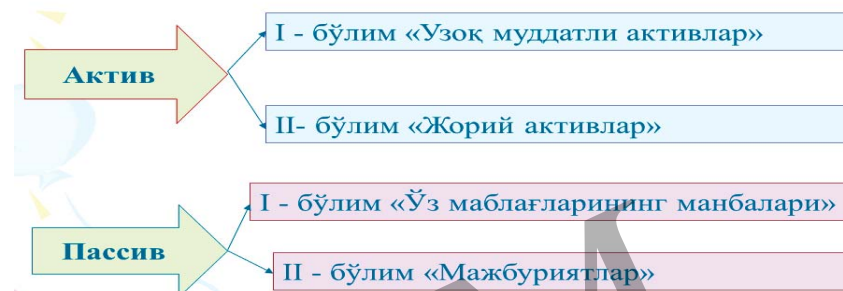 Актив
I - бўлим «Узоқ муддатли активлар»
II- бўлим «Жорий активлар»
Пассив
I - бўлим «Ўз маблағларининг манбалари»
II - бўлим «Мажбуриятлар»